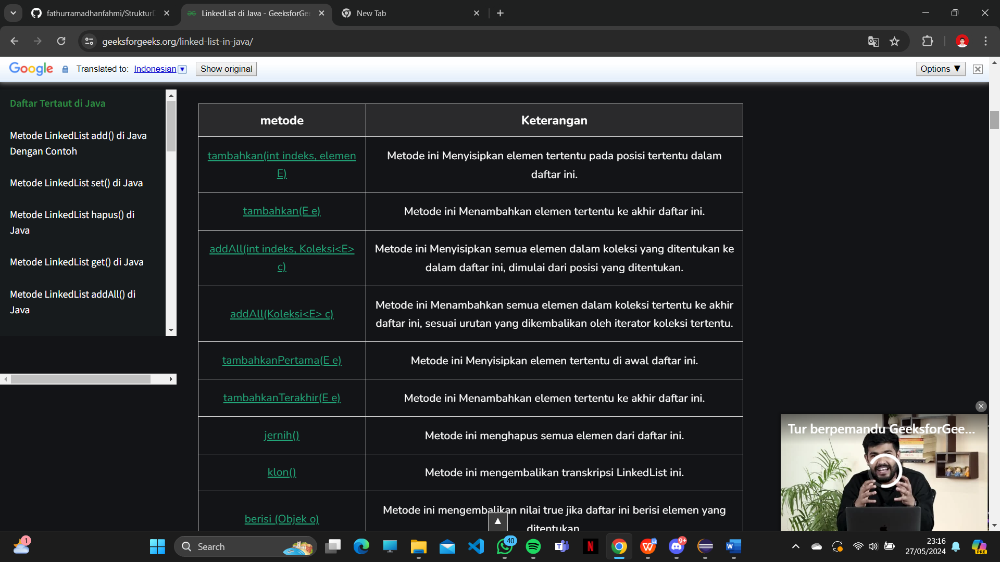 fathurramadhanfahmi/StrukturD
LinkedList di Java - GeeksforGee
New Tab
geeksforgeeks.org/linked-list-in-java/
Google
Translated to: Indonesian ▼
Show original
Options ▼
Daftar Tertaut di Java
Metode LinkedList add() di Java
Dengan Contoh
Metode LinkedList set() di Java
Metode LinkedList hapus() di
Java
Metode LinkedList get() di Java
Metode LinkedList addAll() di
Java
metode
Keterangan
tambahkan(int indeks, elemen
E)
Metode ini Menyisipkan elemen tertentu pada posisi tertentu dalam
daftar ini.
tambahkan(E e)
Metode ini Menambahkan elemen tertentu ke akhir daftar ini.
addAll(int indeks, Koleksi<E>
c)
Metode ini Menyisipkan semua elemen dalam koleksi yang ditentukan ke
dalam daftar ini, dimulai dari posisi yang ditentukan.
addAll(Koleksi<E> c)
Metode ini Menambahkan semua elemen dalam koleksi tertentu ke akhir
daftar ini, sesuai urutan yang dikembalikan oleh iterator koleksi tertentu.
tambahkanPertama(E e)
Metode ini Menyisipkan elemen tertentu di awal daftar ini.
tambahkanTerakhir(E e)
Metode ini Menambahkan elemen tertentu ke akhir daftar ini.
jernih()
Metode ini menghapus semua elemen dari daftar ini.
klon()
Metode ini mengembalikan transkripsi LinkedList ini.
berisi (Objek o)
Metode ini mengembalikan nilai true jika daftar ini berisi elemen yang
ditentukan
Tur berpemandu GeeksforGee...
1
Search
40
9+
23:16
27/05/2024
PRE